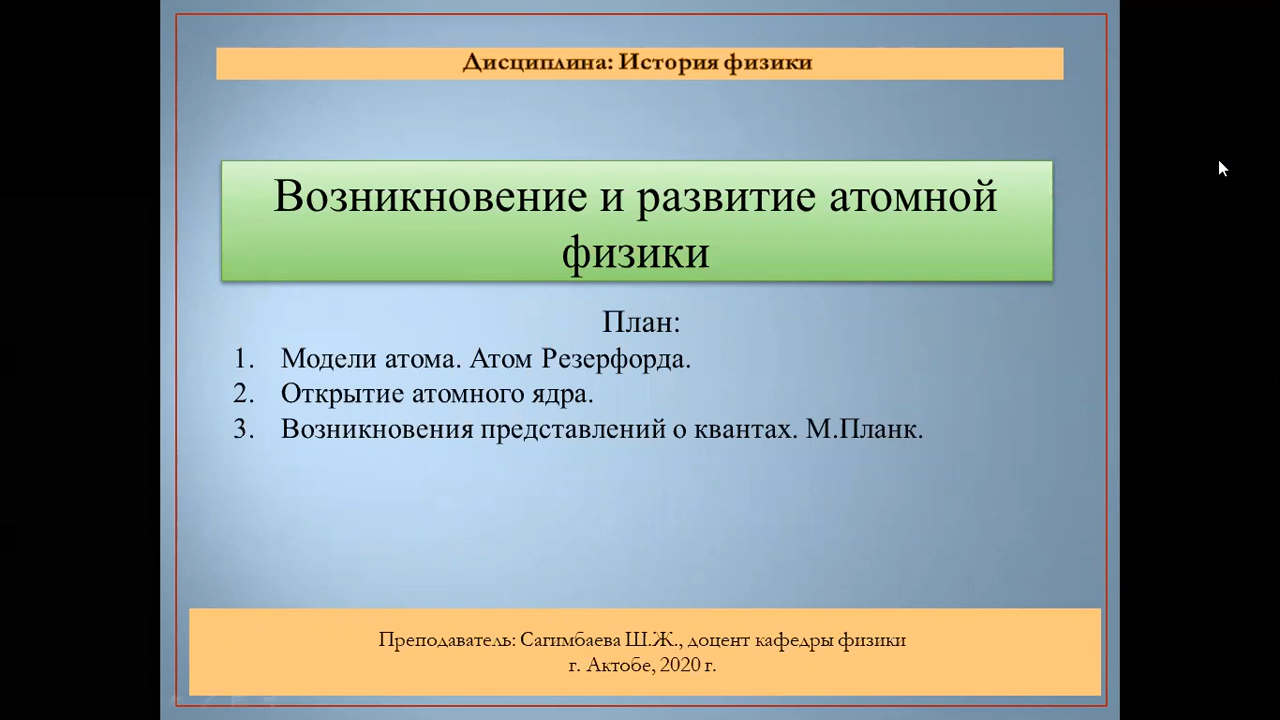 Дисциплина: История физики
Возникновение и развитие атомной
физики
План:
1. Модели атома. Атом Резерфорда.
2. Открытие атомного ядра.
3. Возникновения представлений о квантах. М.Планк.
Преподаватель: Сагимбаева Ш.Ж., доцент кафедры физики
г. Актобе, 2020 г.